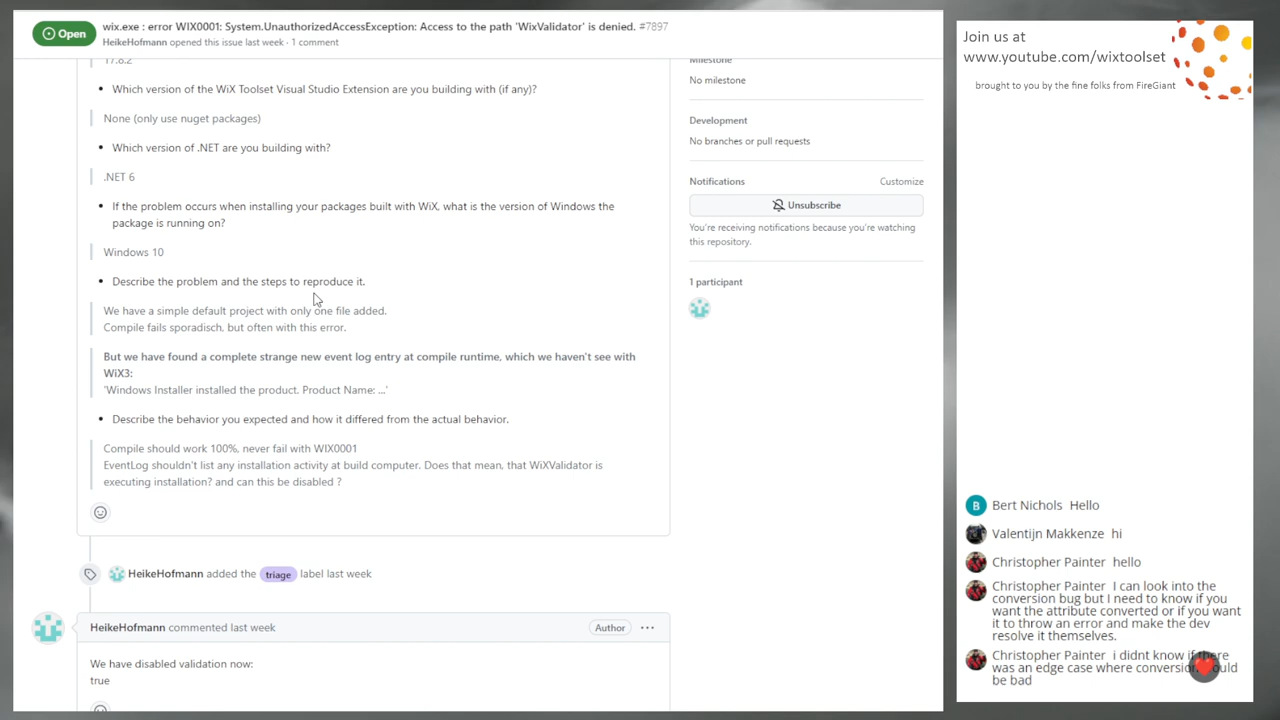 Open
wix.exe : error WIX0001: System.UnauthorizedAccessException: Access to the path 'WixValidator' is denied. #7897
HeikeHofmann opened this issue last week · 1 comment
17.8.2
• Which version of the WiX Toolset Visual Studio Extension are you building with (if any)?
None (only use nuget packages)
• Which version of .NET are you building with?
.NET 6
• If the problem occurs when installing your packages built with WiX, what is the version of Windows the
package is running on?
Windows 10
• Describe the problem and the steps to reproduce it.
We have a simple default project with only one file added.
Compile fails sporadisch, but often with this error.
But we have found a complete strange new event log entry at compile runtime, which we haven't see with
WiX3:
'Windows Installer installed the product. Product Name: ...'
• Describe the behavior you expected and how it differed from the actual behavior.
Compile should work 100%, never fail with WIX0001
EventLog shouldn't list any installation activity at build computer. Does that mean, that WiXValidator is
executing installation? and can this be disabled ?
HeikeHofmann added the triage label last week
HeikeHofmann commented last week
Author
We have disabled validation now:
true
Milestone
No milestone
Development
No branches or pull requests
Notifications
Customize
Unsubscribe
You're receiving notifications because you're watching
this repository.
1 participant
Join us at
www.youtube.com/wixtoolset
brought to you by the fine folks from FireGiant
B Bert Nichols Hello
Valentijn Makkenze hi
Christopher Painter hello
Christopher Painter I can look into the
conversion bug but I need to know if you
want the attribute converted or if you want
it to throw an error and make the dev
resolve it themselves.
Christopher Painter i didnt know if there
was an edge case where conversion
be bad